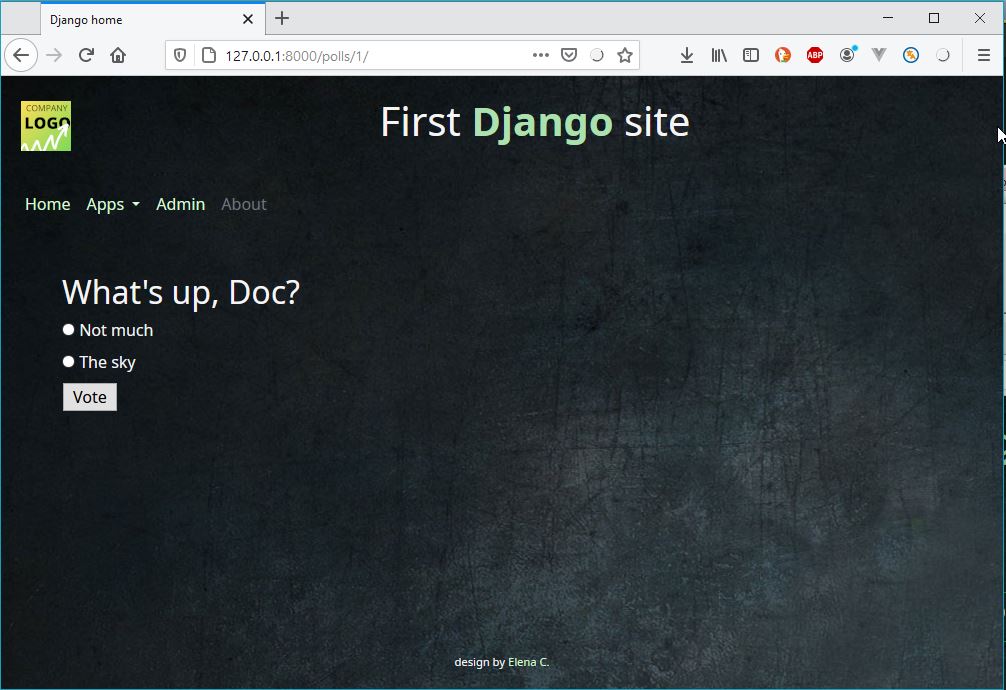 Django home
127.0.0.1:8000/polls/1/
ABP
COMPANY
LOGO
First Django site
Home Apps Admin About
What's up, Doc?
Not much
The sky
Vote
design by Elena C.